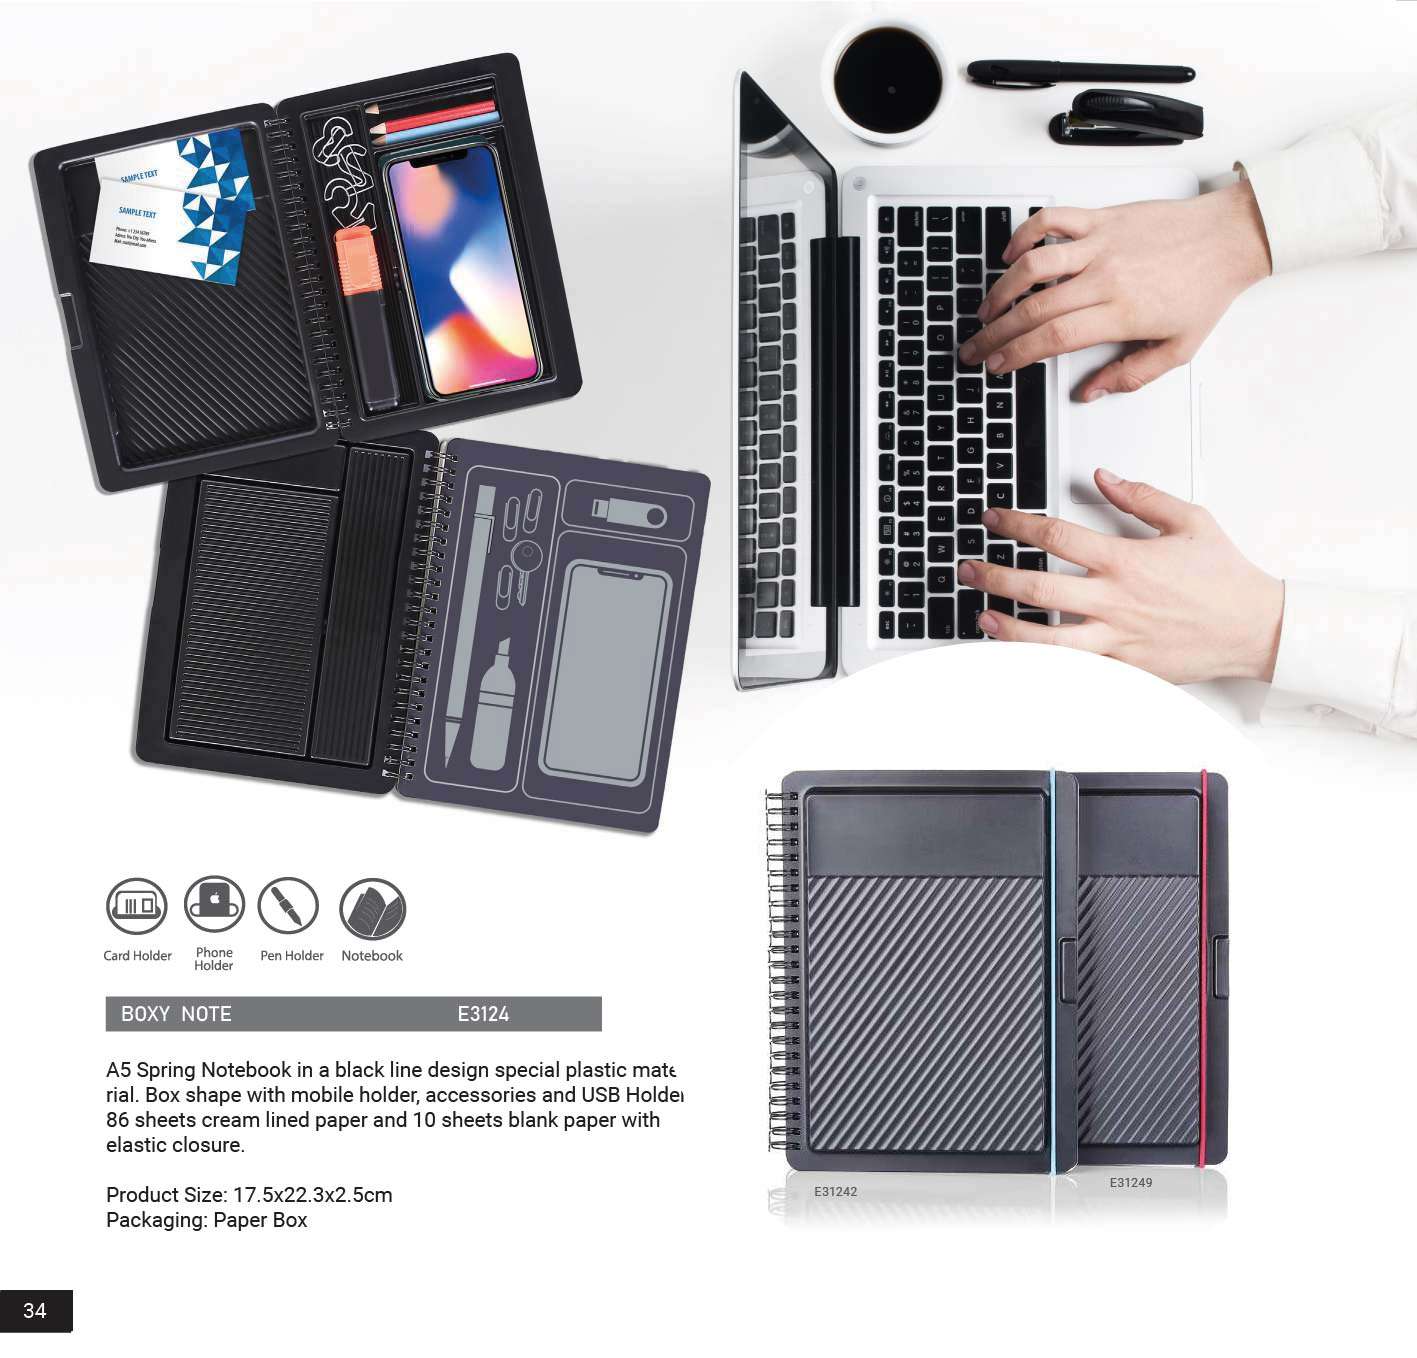 SAMPLE TEXT
SAMPLE TEXT
Card Holder
Phone
Holder
Pen Holder
Notebook
BOXY NOTE E3124
A5 Spring Notebook in a black line design special plastic mate
rial. Box shape with mobile holder, accessories and USB Holder
86 sheets cream lined paper and 10 sheets blank paper with
elastic closure.
Product Size: 17.5x22.3x2.5cm
Packaging: Paper Box
E31242
E31249
34